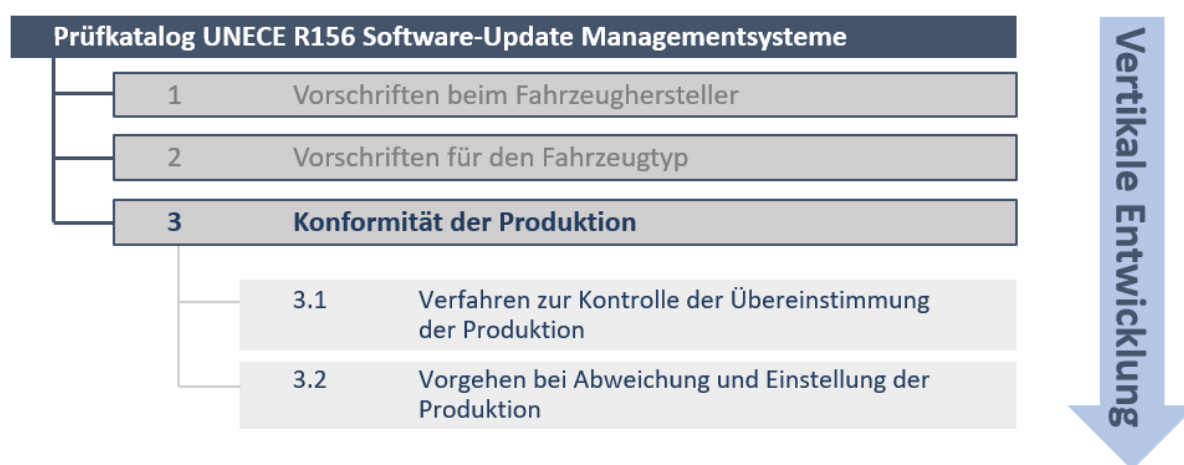 Prüfkatalog UNECE R156 Software-Update Managementsysteme
1 Vorschriften beim Fahrzeughersteller
2 Vorschriften für den Fahrzeugtyp
3 Konformität der Produktion
3.1 Verfahren zur Kontrolle der Übereinstimmung
der Produktion
3.2 Vorgehen bei Abweichung und Einstellung der
Produktion
Vertikale Entwicklung